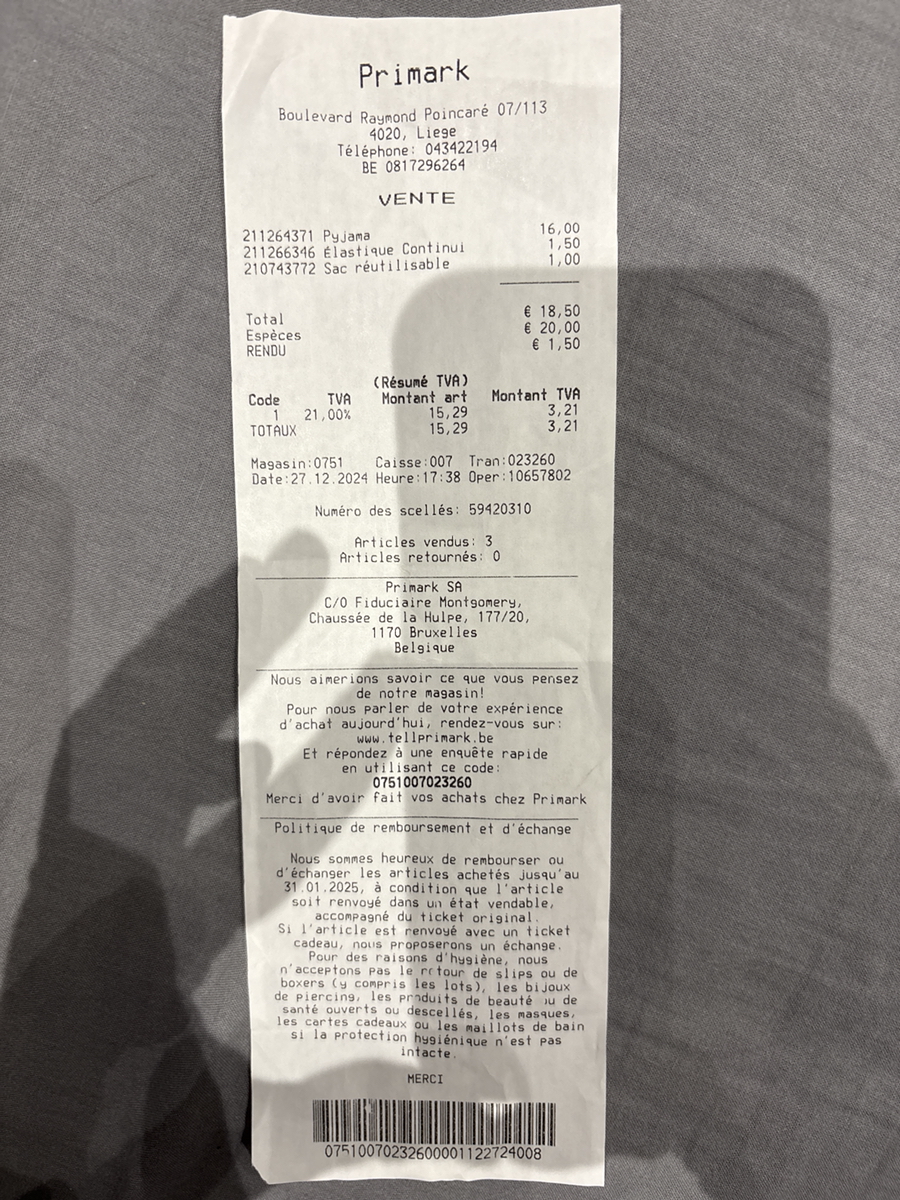 Primark
Boulevard Raymond Poincaré 07/113
4020, Liege
Téléphone: 043422194
BE 0817296264
VENTE
211264371 Pyjama 16,00
211266346 Élastique Continui 1,50
210743772 Sac réutilisable 1,00
Total € 18,50
Espèces € 20,00
RENDU € 1,50
(Résumé TVA)
Code TVA Montant art Montant TVA
1 21,00% 15,29 3,21
TOTAUX 15,29 3,21
Magasin:0751 Caisse:007 Tran:023260
Date:27.12.2024 Heure:17:38 Oper:10657802
Numéro des scellés: 59420310
Articles vendus: 3
Articles retournés: 0
Primark SA
C/O Fiduciaire Montgomery,
Chaussée de la Hulpe, 177/20,
1170 Bruxelles
Belgique
Nous aimerions savoir ce que vous pensez
de notre magasin!
Pour nous parler de votre expérience
d'achat aujourd'hui, rendez-vous sur:
www.tellprimark.be
Et répondez à une enquête rapide
en utilisant ce code:
0751007023260
Merci d'avoir fait vos achats chez Primark
Politique de remboursement et d'échange
Nous sommes heureux de rembourser ou
d'échanger les articles achetés jusqu'au
31.01.2025, à condition que l'article
soit renvoyé dans un état vendable,
accompagné du ticket original.
Si l'article est renvoyé avec un ticket
cadeau, nous proposerons un échange.
Pour des raisons d'hygiène, nous
n'acceptons pas le retour de slips ou de
boxers (y compris les lots), les bijoux
de piercing, les produits de beauté ou de
santé ouverts ou descellés, les masques,
les cartes cadeaux ou les maillots de bain
si la protection hygiénique n'est pas
intacte.
MERCI
07510070232600001122724008